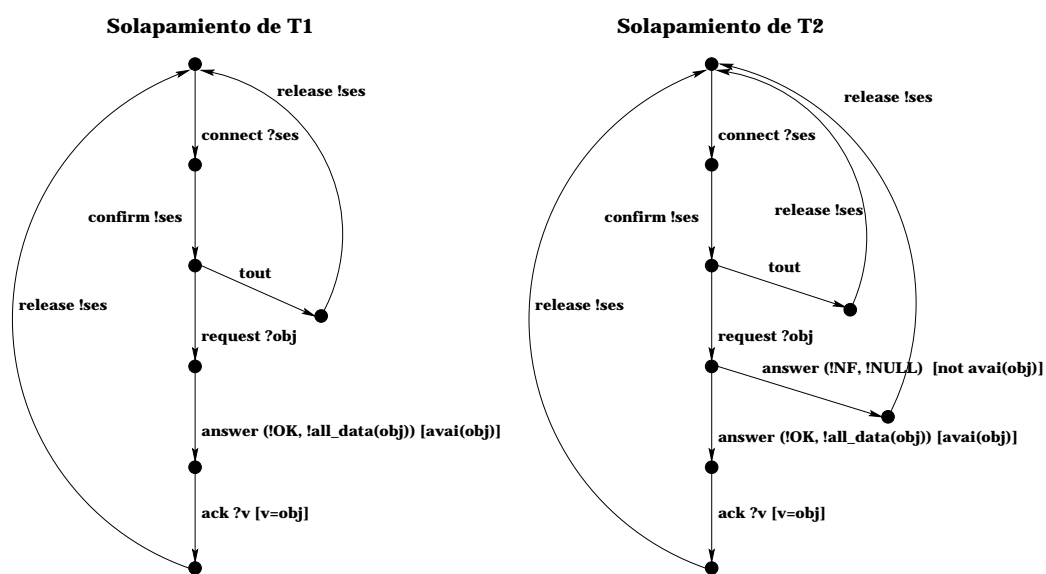 Solapamiento de T1
release !ses
connect ?ses
confirm !ses
tout
release !ses
request ?obj
answer (!OK, !all_data(obj)) [avai(obj)]
ack ?v [v=obj]
Solapamiento de T2
release !ses
connect ?ses
release !ses
confirm !ses
tout
release !ses
request ?obj
answer (!NF, !NULL) [not avai(obj)]
answer (!OK, !all_data(obj)) [avai(obj)]
ack ?v [v=obj]